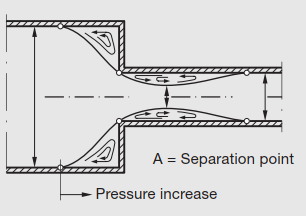 A = Separation point
Pressure increase